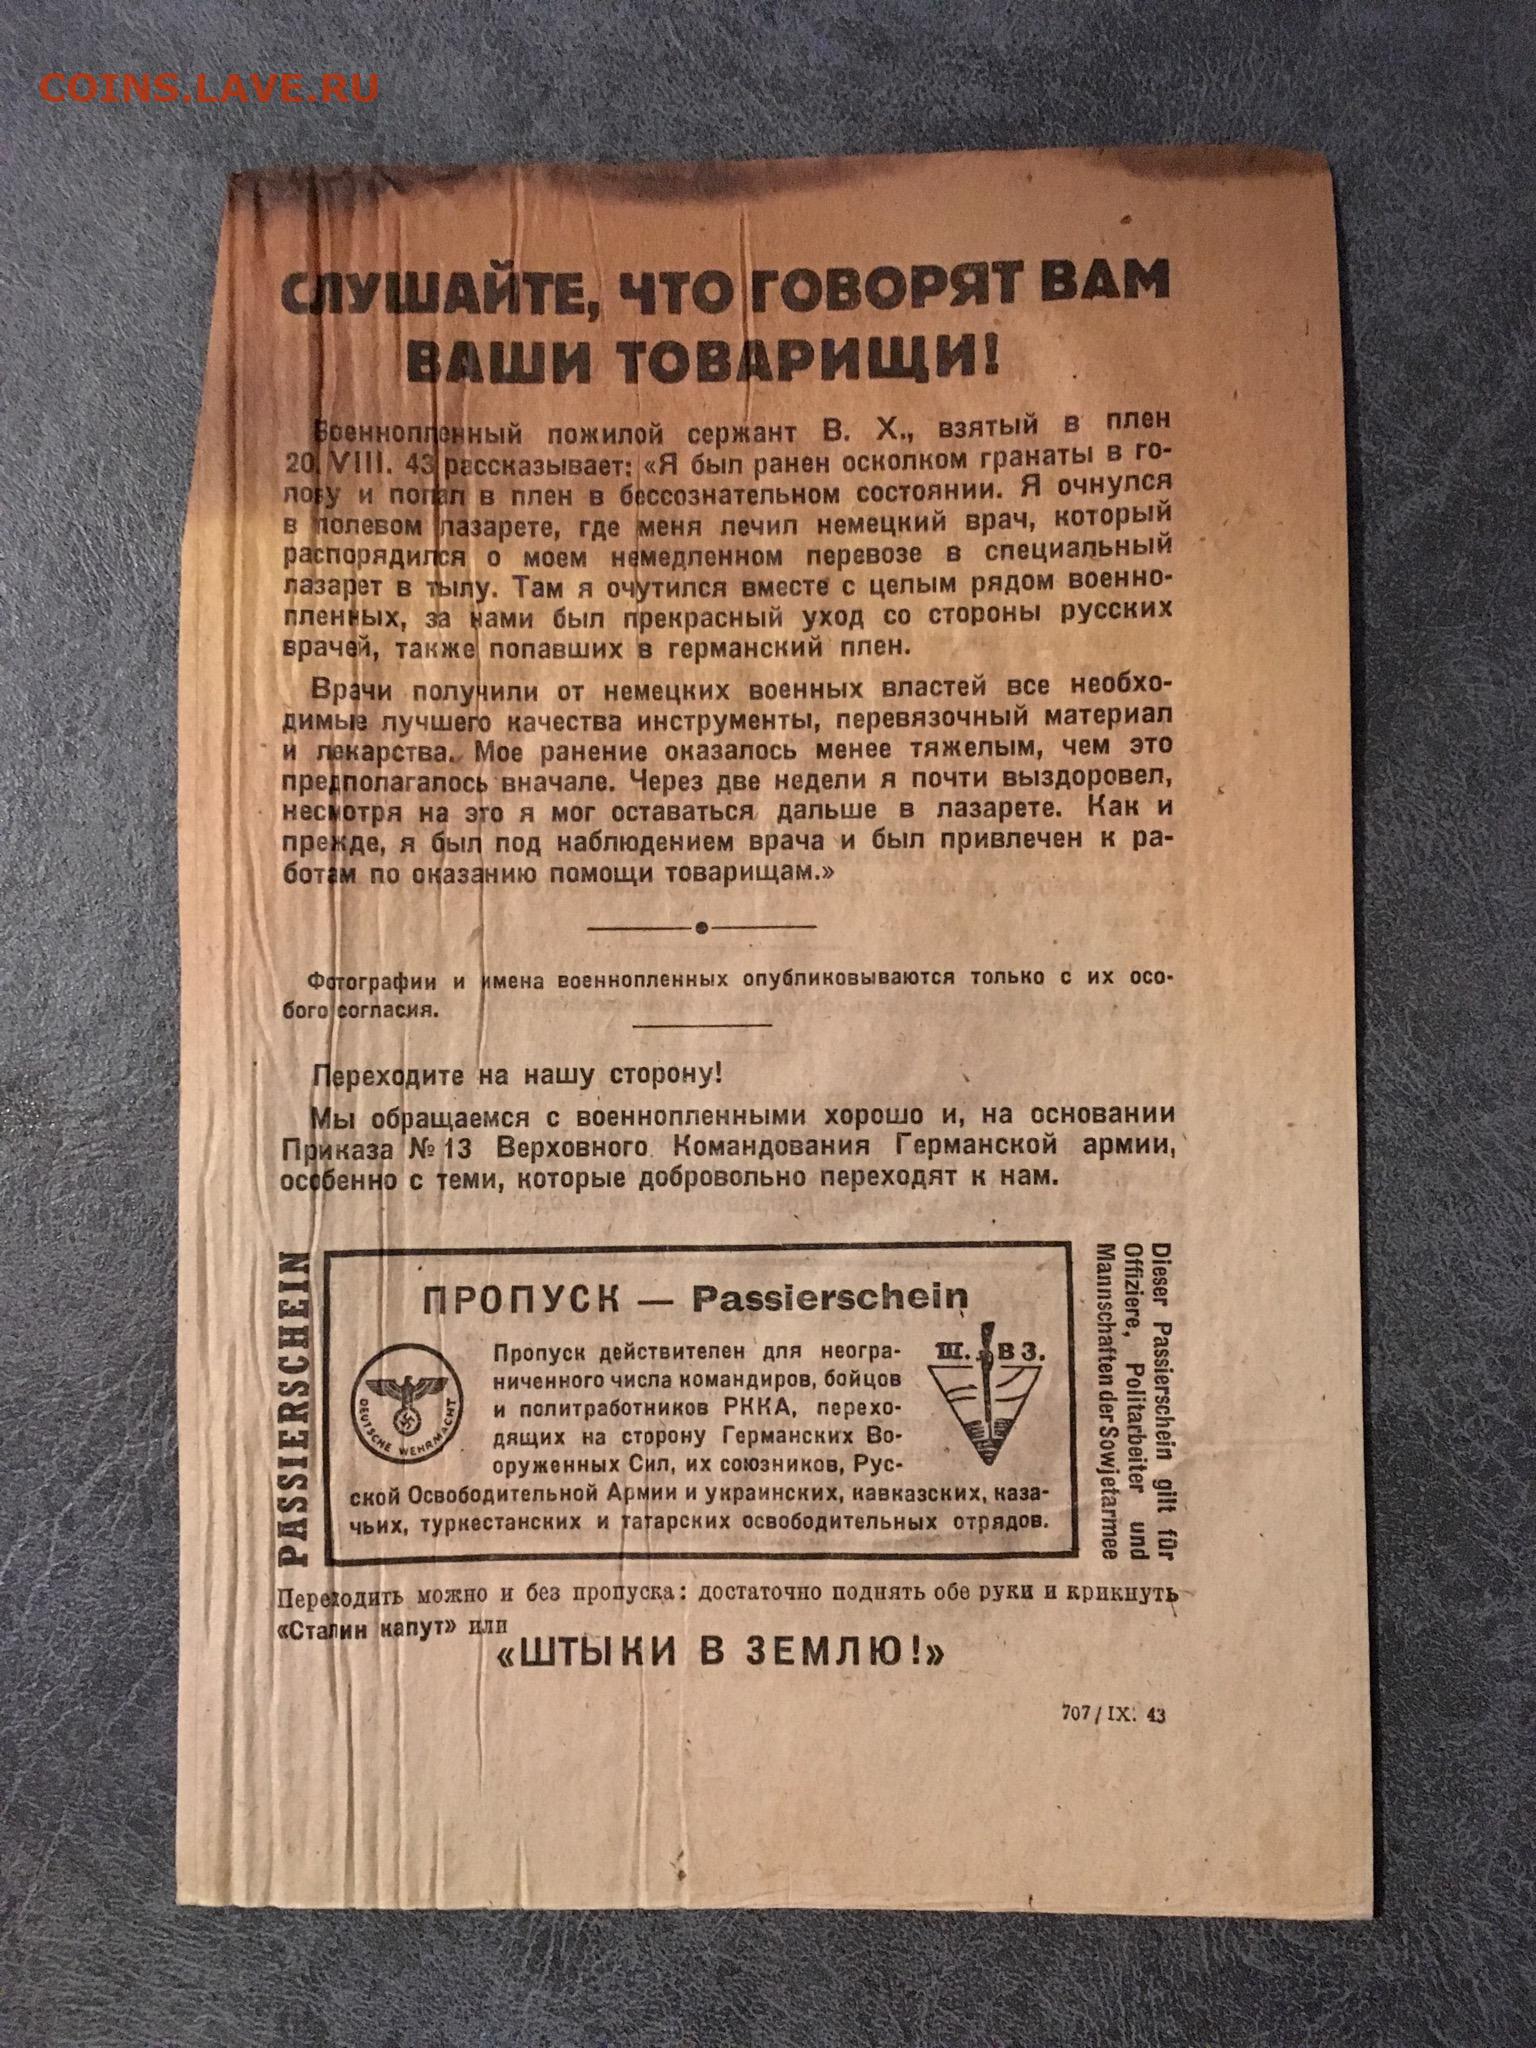 COINS.LAVE.RU
СЛУШАЙТЕ, ЧТО ГОВОРЯТ ВАМ
ВАШИ ТОВАРИЩИ!
Военнопленный пожилой сержант В. Х., взятый в плен
20. VIII. 43 рассказывает: «Я был ранен осколком гранаты в го-
лову и попал в плен в бессознательном состоянии. Я очнулся
в полевом лазарете, где меня лечил немецкий врач, который
распорядился о моем немедленном перевозе в специальный
лазарет в тылу. Там я очутился вместе с целым рядом военно-
пленных, за нами был прекрасный уход со стороны русских
врачей, также попавших в германский плен.
Врачи получили от немецких военных властей все необхо-
димые лучшего качества инструменты, перевязочный материал
и лекарства. Мое ранение оказалось менее тяжелым, чем это
предполагалось вначале. Через две недели я почти выздоровел,
несмотря на это я мог оставаться дальше в лазарете. Как и
прежде, я был под наблюдением врача и был привлечен к ра-
ботам по оказанию помощи товарищам.»
Фотографии и имена военнопленных опубликовываются только с их осо-
бого согласия.
Переходите на нашу сторону!
Мы обращаемся с военнопленными хорошо и, на основании
Приказа №13 Верховного Командования Германской армии,
особенно с теми, которые добровольно переходят к нам.
PASSIERSCHEIN
ПРОПУСК — Passierschein
DEUTSCHE WEHRMACHT
Ш. В З.
Пропуск действителен для неогра-
ниченного числа командиров, бойцов
и политработников РККА, перехо-
дящих на сторону Германских Во-
оруженных Сил, их союзников, Рус-
ской Освободительной Армии и украинских, кавказских, каза-
чьих, туркестанских и татарских освободительных отрядов.
Dieser Passierschein gilt für
Offiziere, Politarbeiter und
Mannschaften der Sowjetarmee
Переходить можно и без пропуска: достаточно поднять обе руки и крикнуть
«Сталин капут» или
«ШТЫКИ В ЗЕМЛЮ!»
707/IX. 43